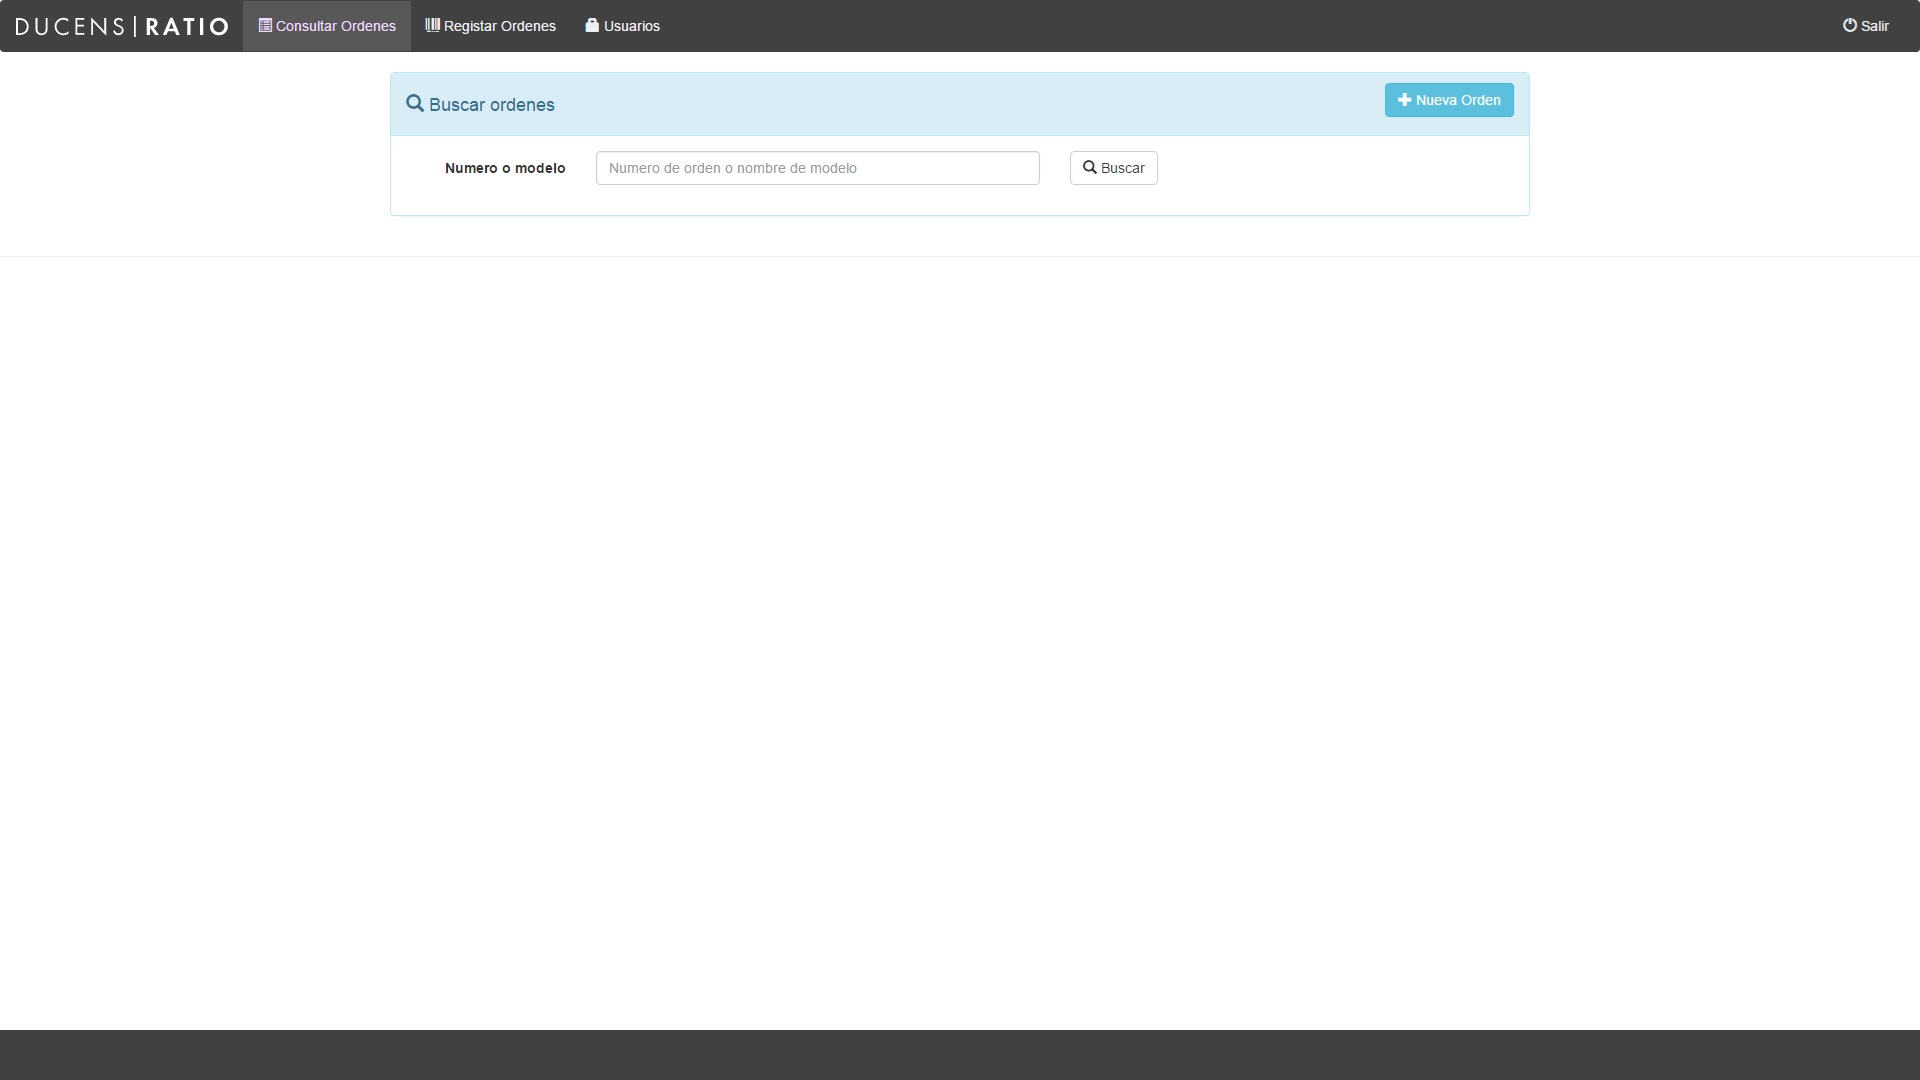 DUCENS|RATIO Consultar Ordenes Registar Ordenes Usuarios Salir
Buscar ordenes Nueva Orden
Numero o modelo Numero de orden o nombre de modelo Buscar